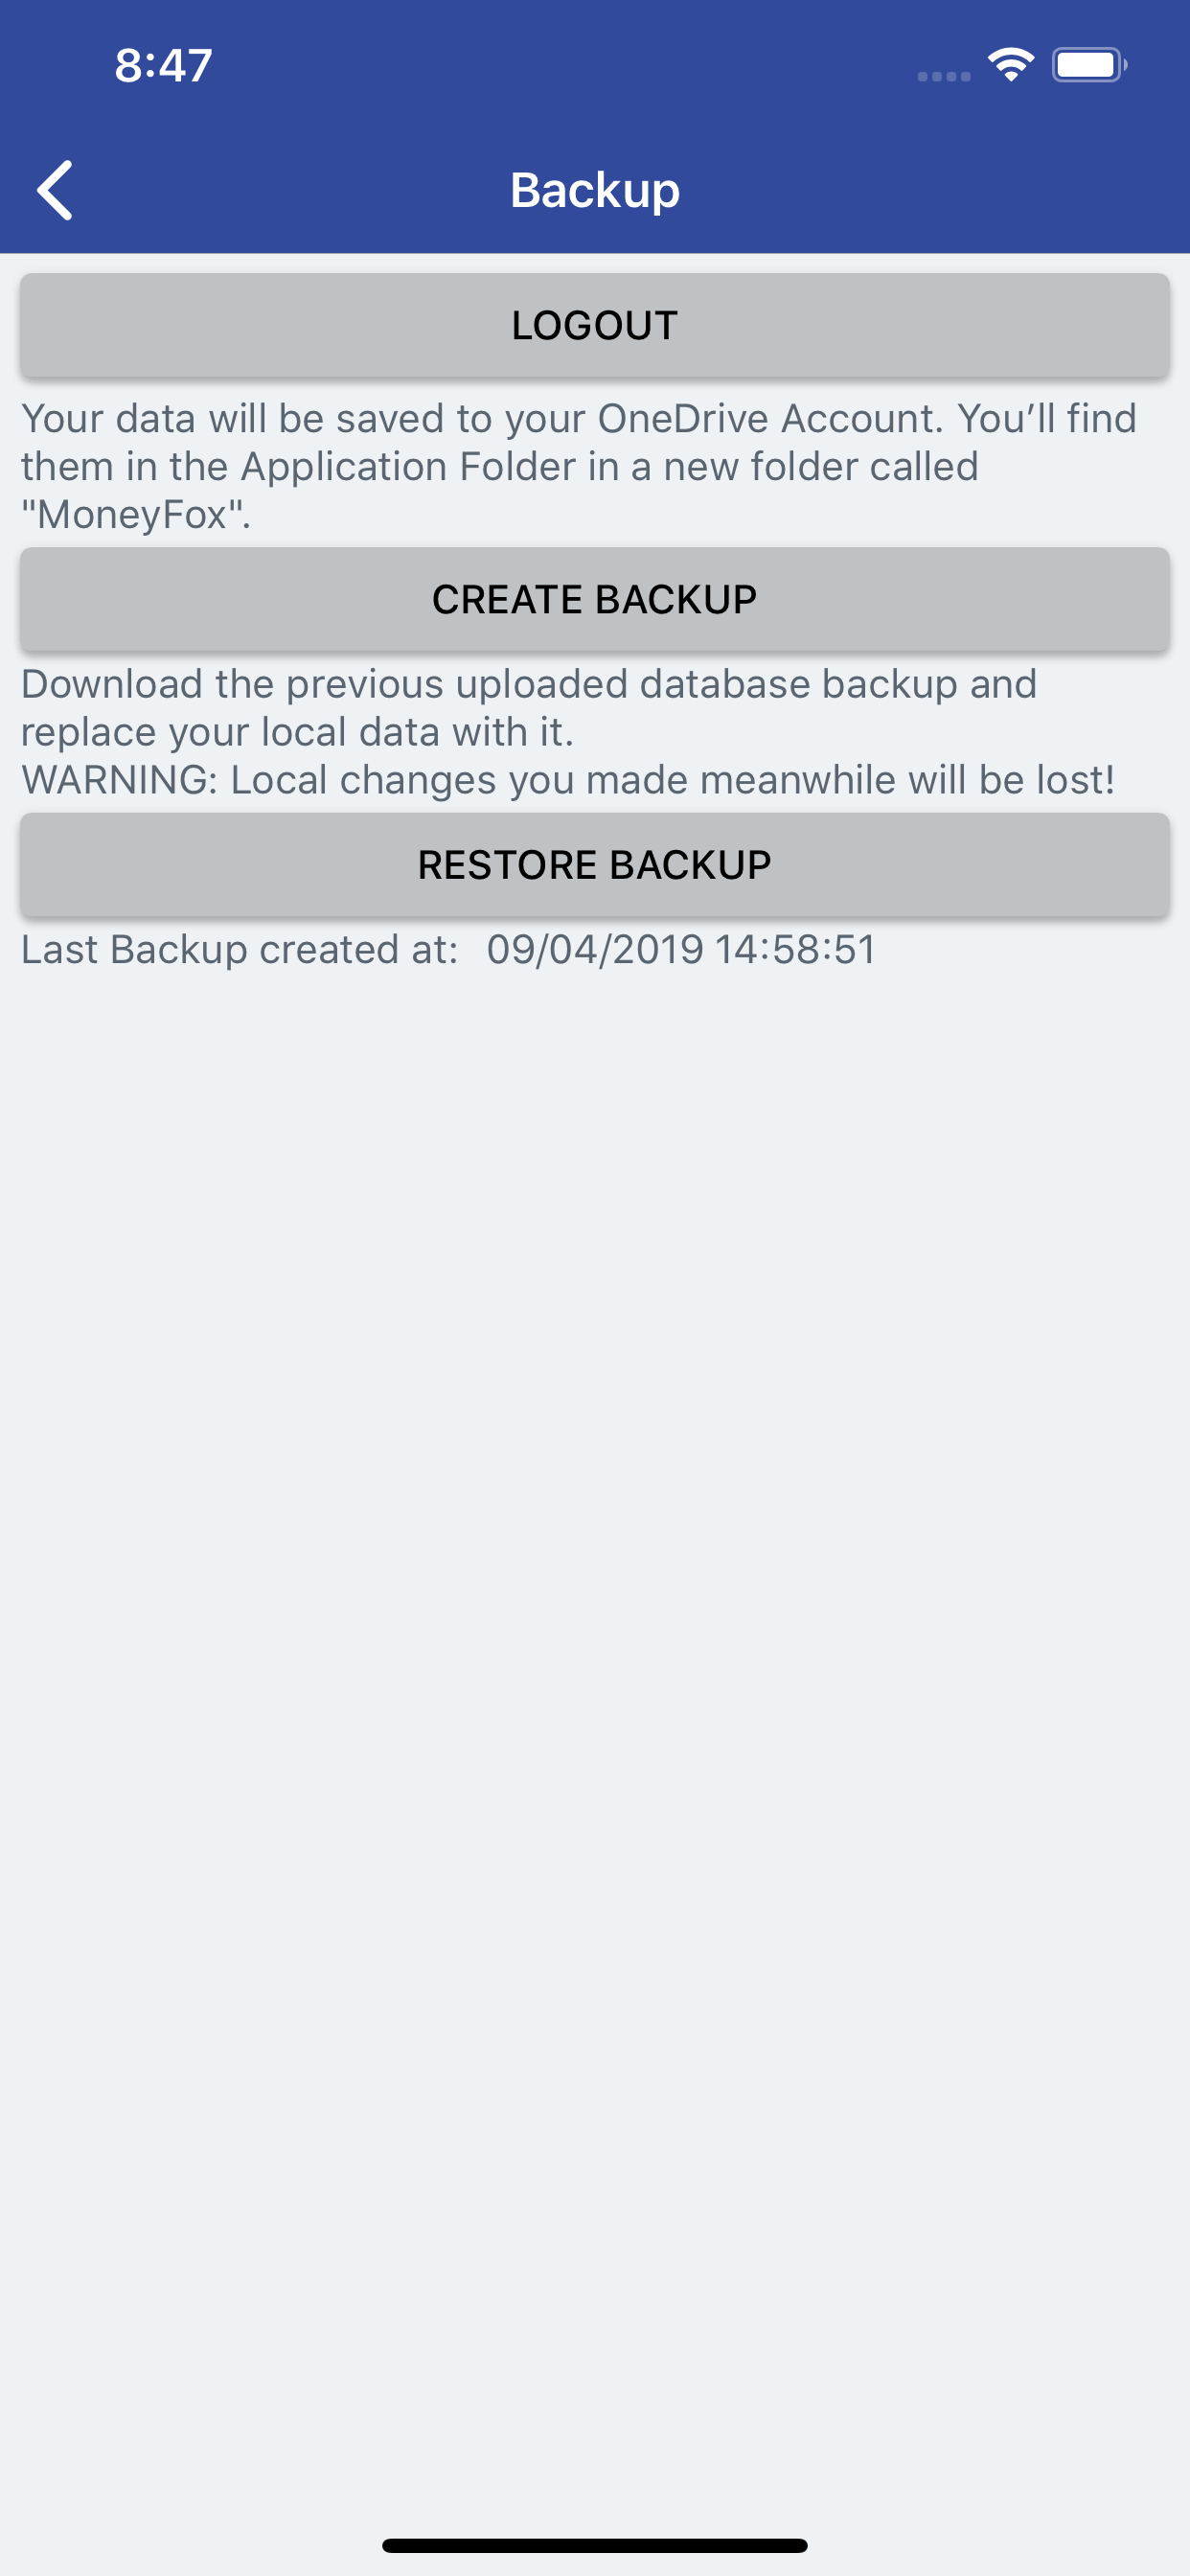 8:47
Backup
LOGOUT
Your data will be saved to your OneDrive Account. You’ll find
them in the Application Folder in a new folder called
"MoneyFox".
CREATE BACKUP
Download the previous uploaded database backup and
replace your local data with it.
WARNING: Local changes you made meanwhile will be lost!
RESTORE BACKUP
Last Backup created at: 09/04/2019 14:58:51